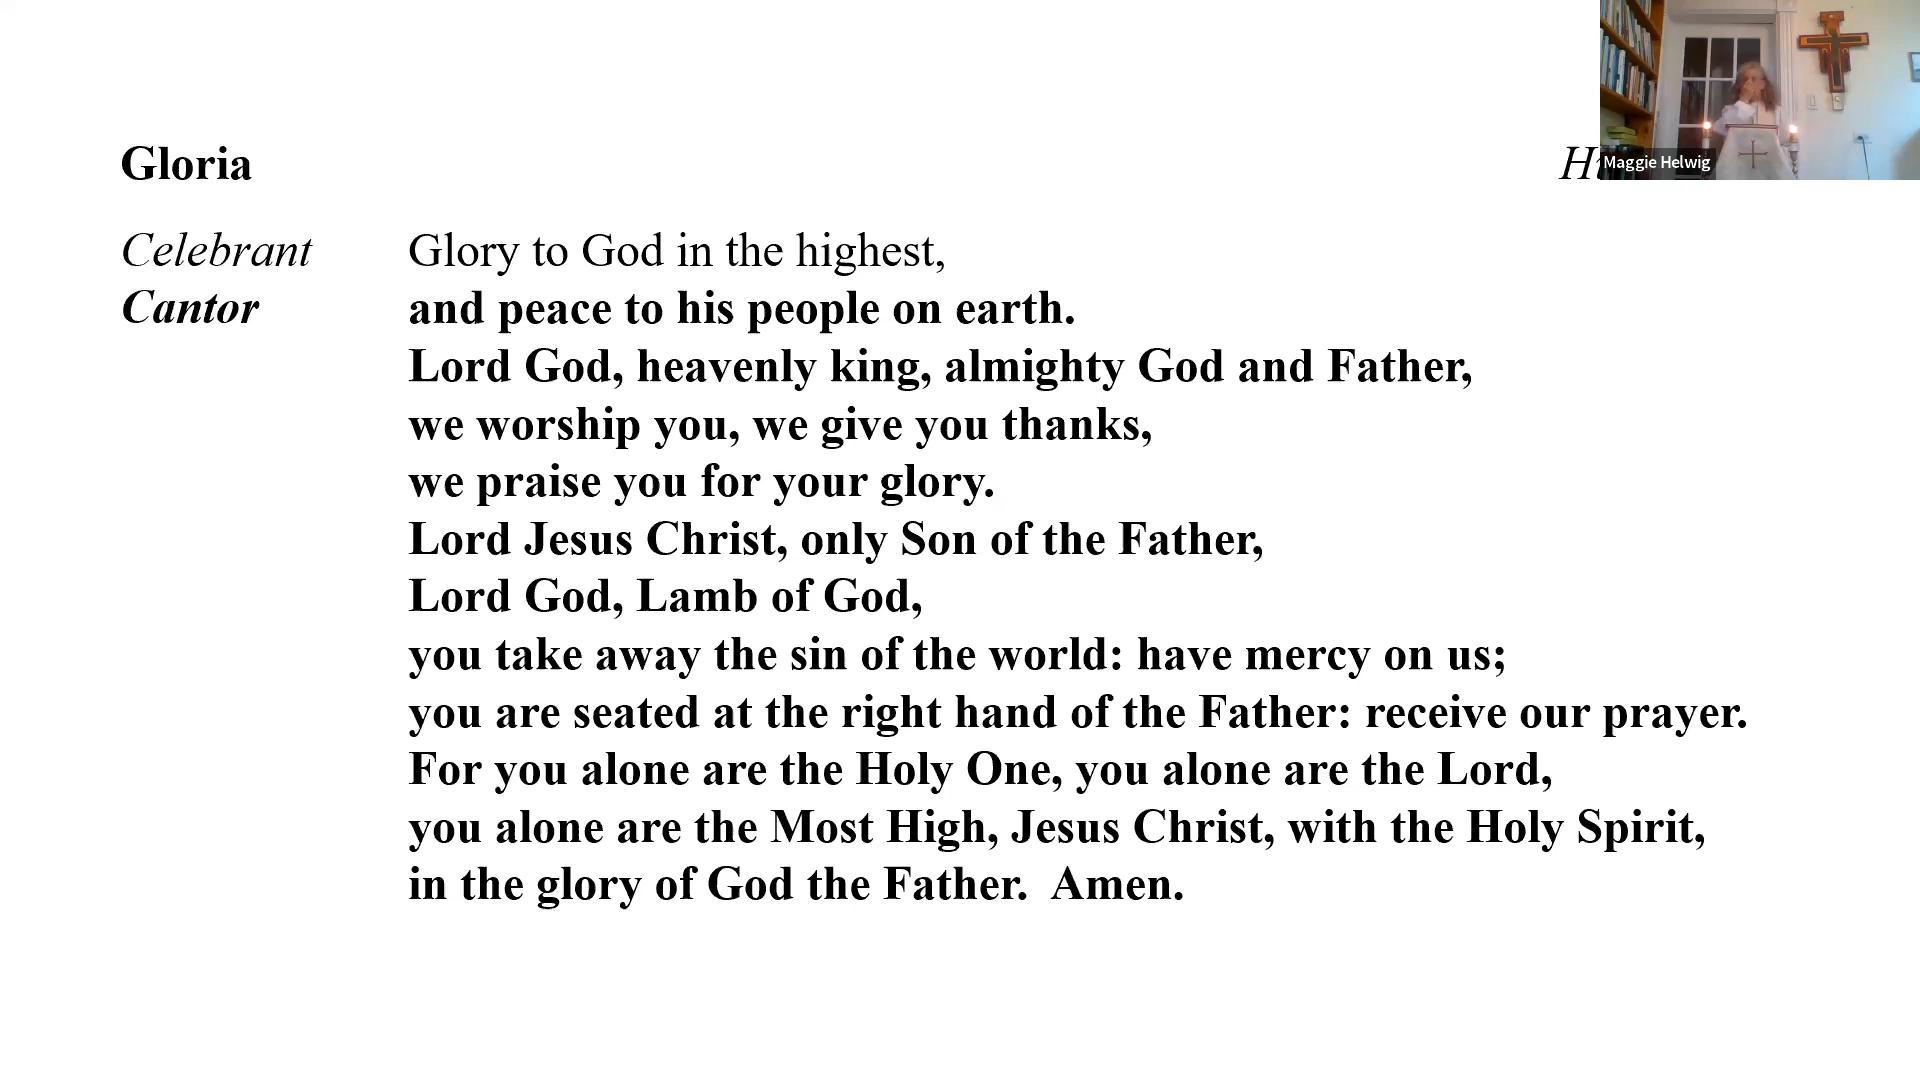 Gloria
Maggie Helwig
Celebrant Glory to God in the highest,
Cantor and peace to his people on earth.
Lord God, heavenly king, almighty God and Father,
we worship you, we give you thanks,
we praise you for your glory.
Lord Jesus Christ, only Son of the Father,
Lord God, Lamb of God,
you take away the sin of the world: have mercy on us;
you are seated at the right hand of the Father: receive our prayer.
For you alone are the Holy One, you alone are the Lord,
you alone are the Most High, Jesus Christ, with the Holy Spirit,
in the glory of God the Father.  Amen.